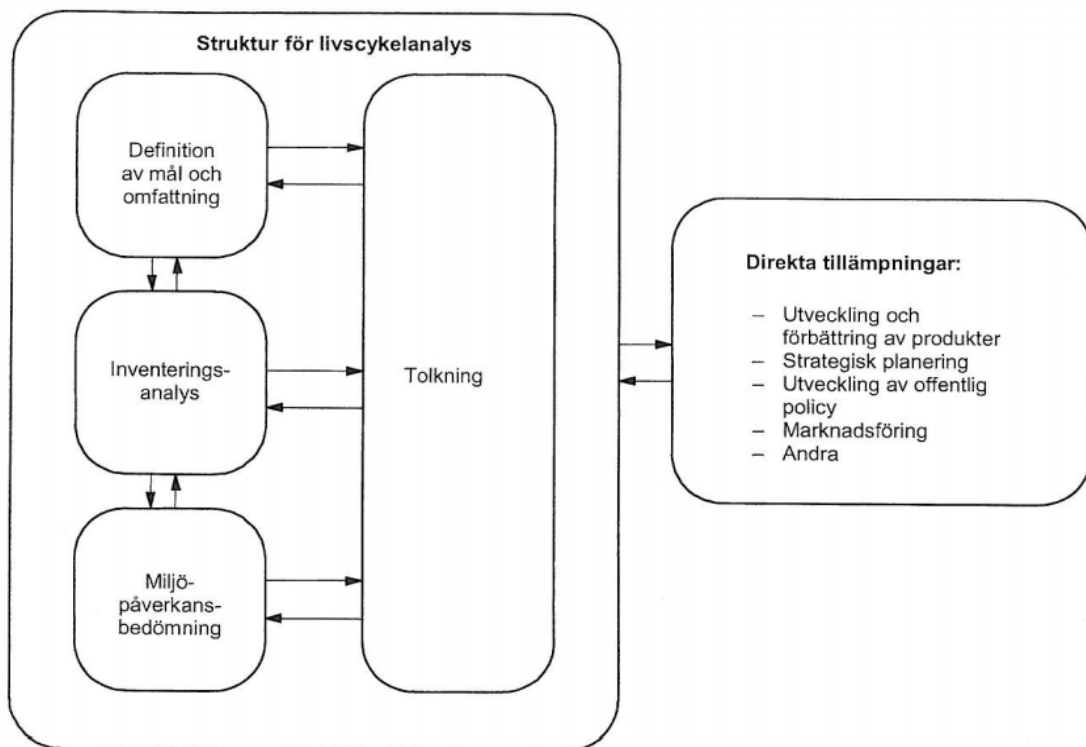 Struktur för livscykelanalys
Definition
av mål och
omfattning
Inventerings-
analys
Miljö-
påverkans-
bedömning
Tolkning
Direkta tillämpningar:
– Utveckling och
förbättring av produkter
– Strategisk planering
– Utveckling av offentlig
policy
– Marknadsföring
– Andra